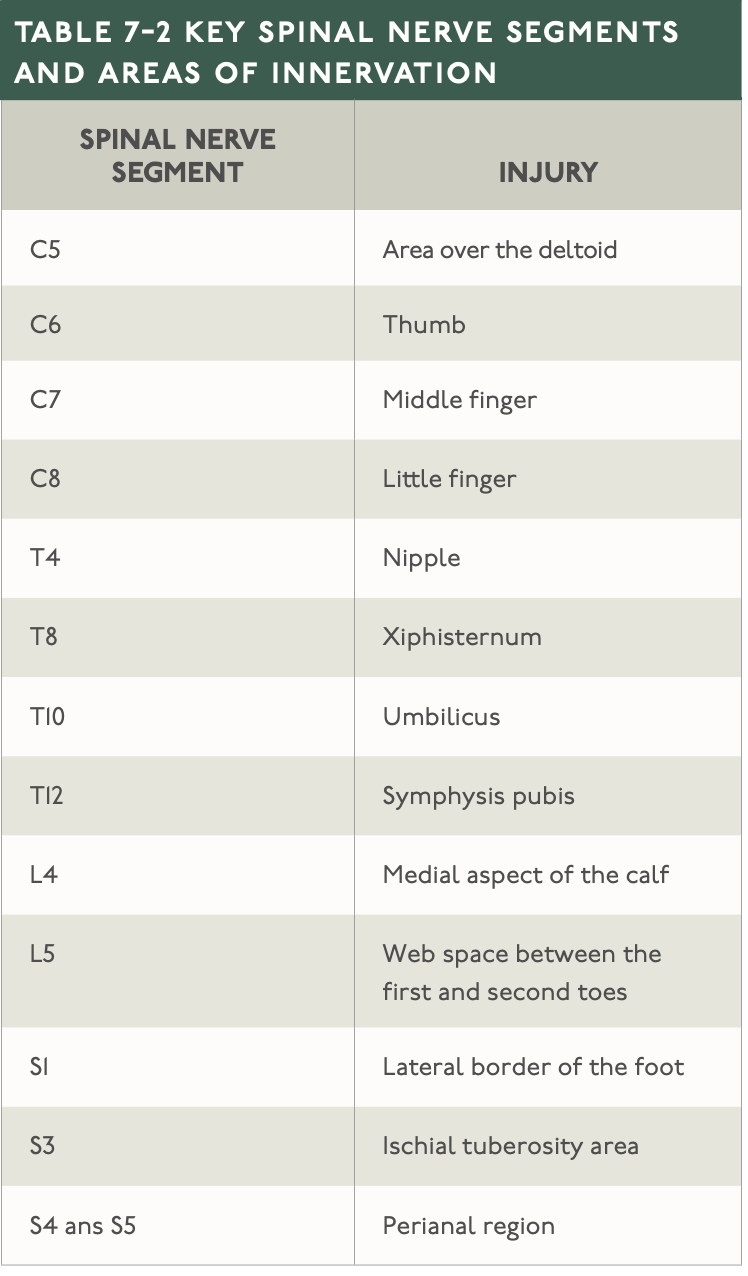 TABLE 7-2 KEY SPINAL NERVE SEGMENTS
AND AREAS OF INNERVATION
SPINAL NERVE
SEGMENT
INJURY
C5 Area over the deltoid
C6 Thumb
C7 Middle finger
C8 Little finger
T4 Nipple
T8 Xiphisternum
T10 Umbilicus
T12 Symphysis pubis
L4 Medial aspect of the calf
L5 Web space between the
first and second toes
S1 Lateral border of the foot
S3 Ischial tuberosity area
S4 ans S5 Perianal region